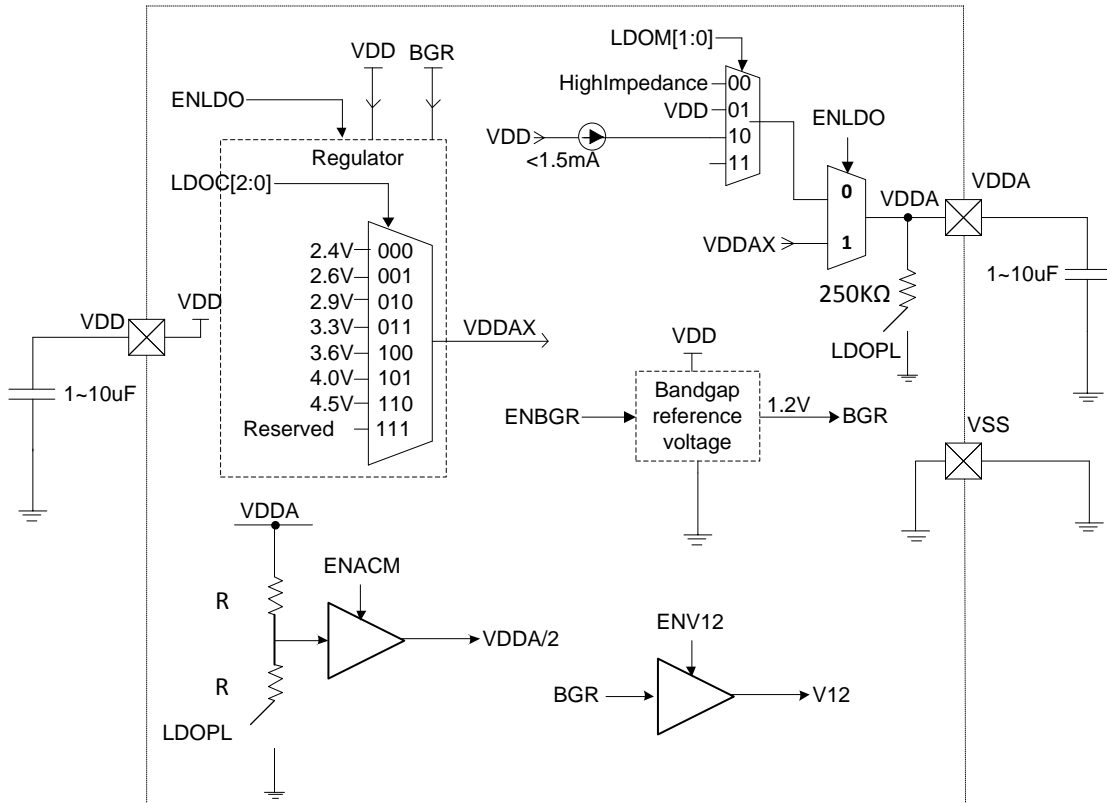 LDOM[1:0]
VDD BGR
HighImpedance 00
ENLDO
VDD 01
ENLDO
VDD 10
<1.5mA
11
Regulator
LDOC[2:0]
0
VDDA
VDDA
VDDAX 1
2.4V 000
2.6V 001
2.9V 010
3.3V 011
3.6V 100
4.0V 101
4.5V 110
Reserved 111
VDDAX
250KΩ
LDOPL
1~10uF
VDD
VDD
1~10uF
VDD
ENBGR
Bandgap
reference
voltage
1.2V
BGR
VSS
VDDA
ENACM
R
VDDA/2
R
LDOPL
ENV12
BGR
V12